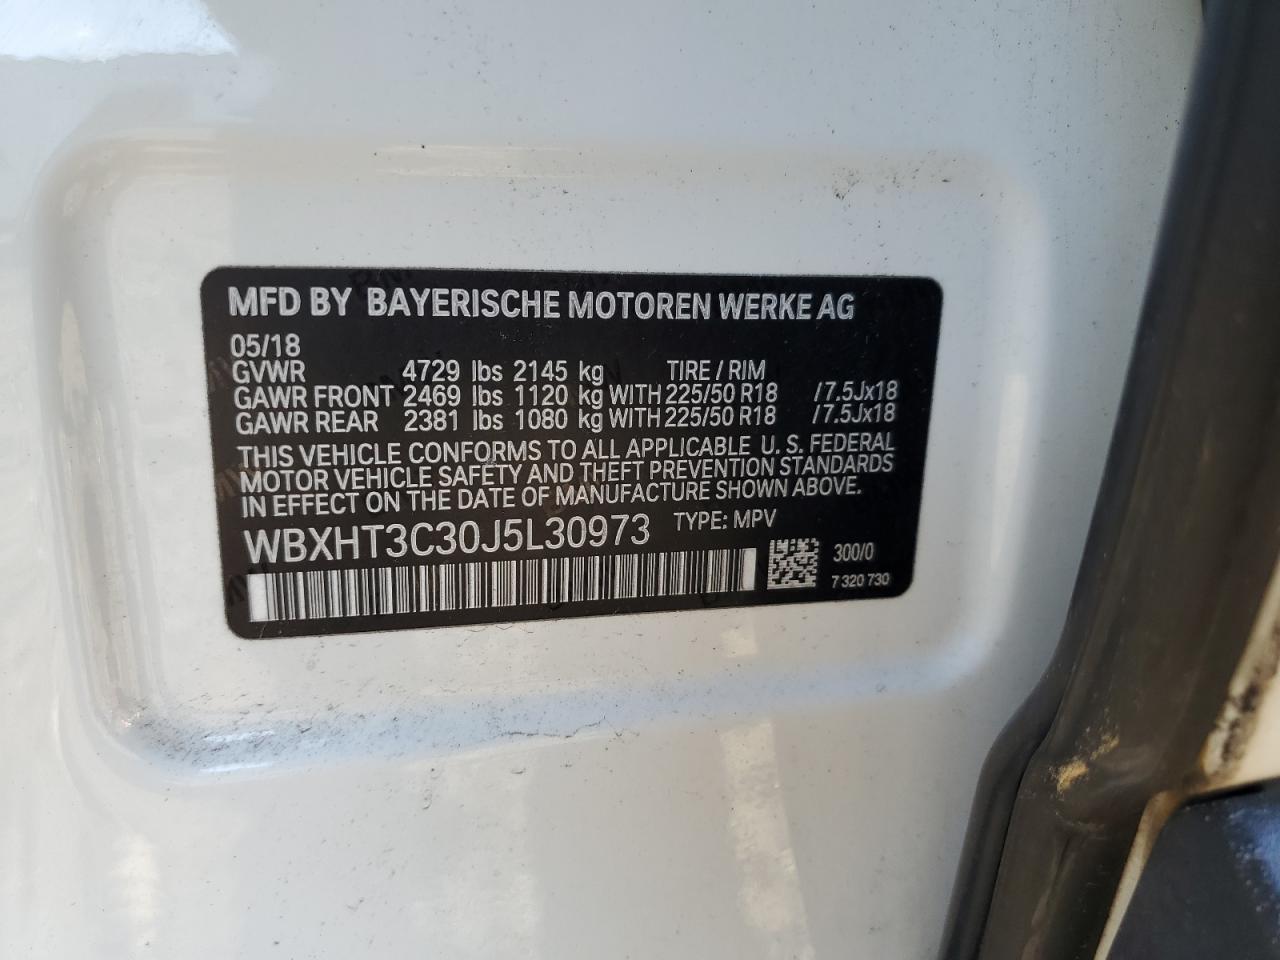 MFD BY BAYERISCHE MOTOREN WERKE AG
05/18
GVWR 4729 lbs 2145 kg TIRE / RIM
GAWR FRONT 2469 lbs 1120 kg WITH 225/50 R18 /7.5Jx18
GAWR REAR 2381 lbs 1080 kg WITH 225/50 R18 /7.5Jx18
THIS VEHICLE CONFORMS TO ALL APPLICABLE U. S. FEDERAL
MOTOR VEHICLE SAFETY AND THEFT PREVENTION STANDARDS
IN EFFECT ON THE DATE OF MANUFACTURE SHOWN ABOVE.
WBXHT3C30J5L30973 TYPE: MPV
300/0
7 320 730